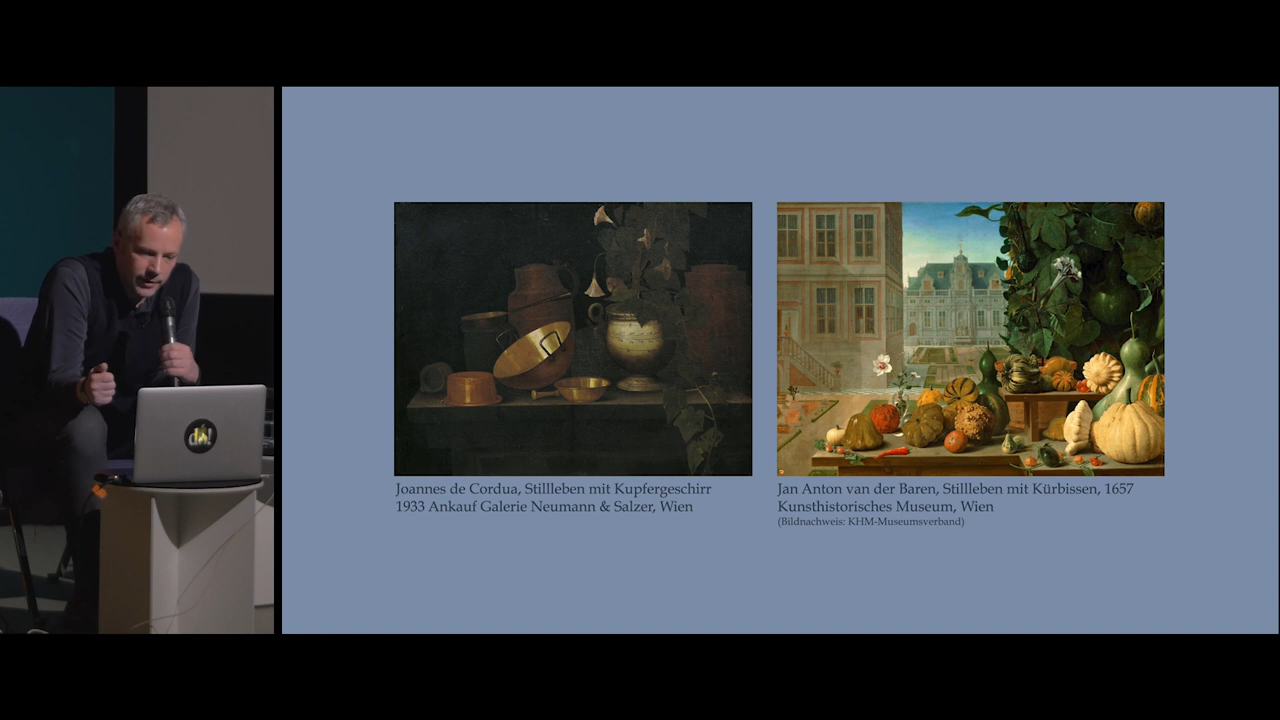 Joannes de Cordua, Stillleben mit Kupfergeschirr
1933 Ankauf Galerie Neumann & Salzer, Wien
Jan Anton van der Baren, Stillleben mit Kürbissen, 1657
Kunsthistorisches Museum, Wien
(Bildnachweis: KHM-Museumsverband)